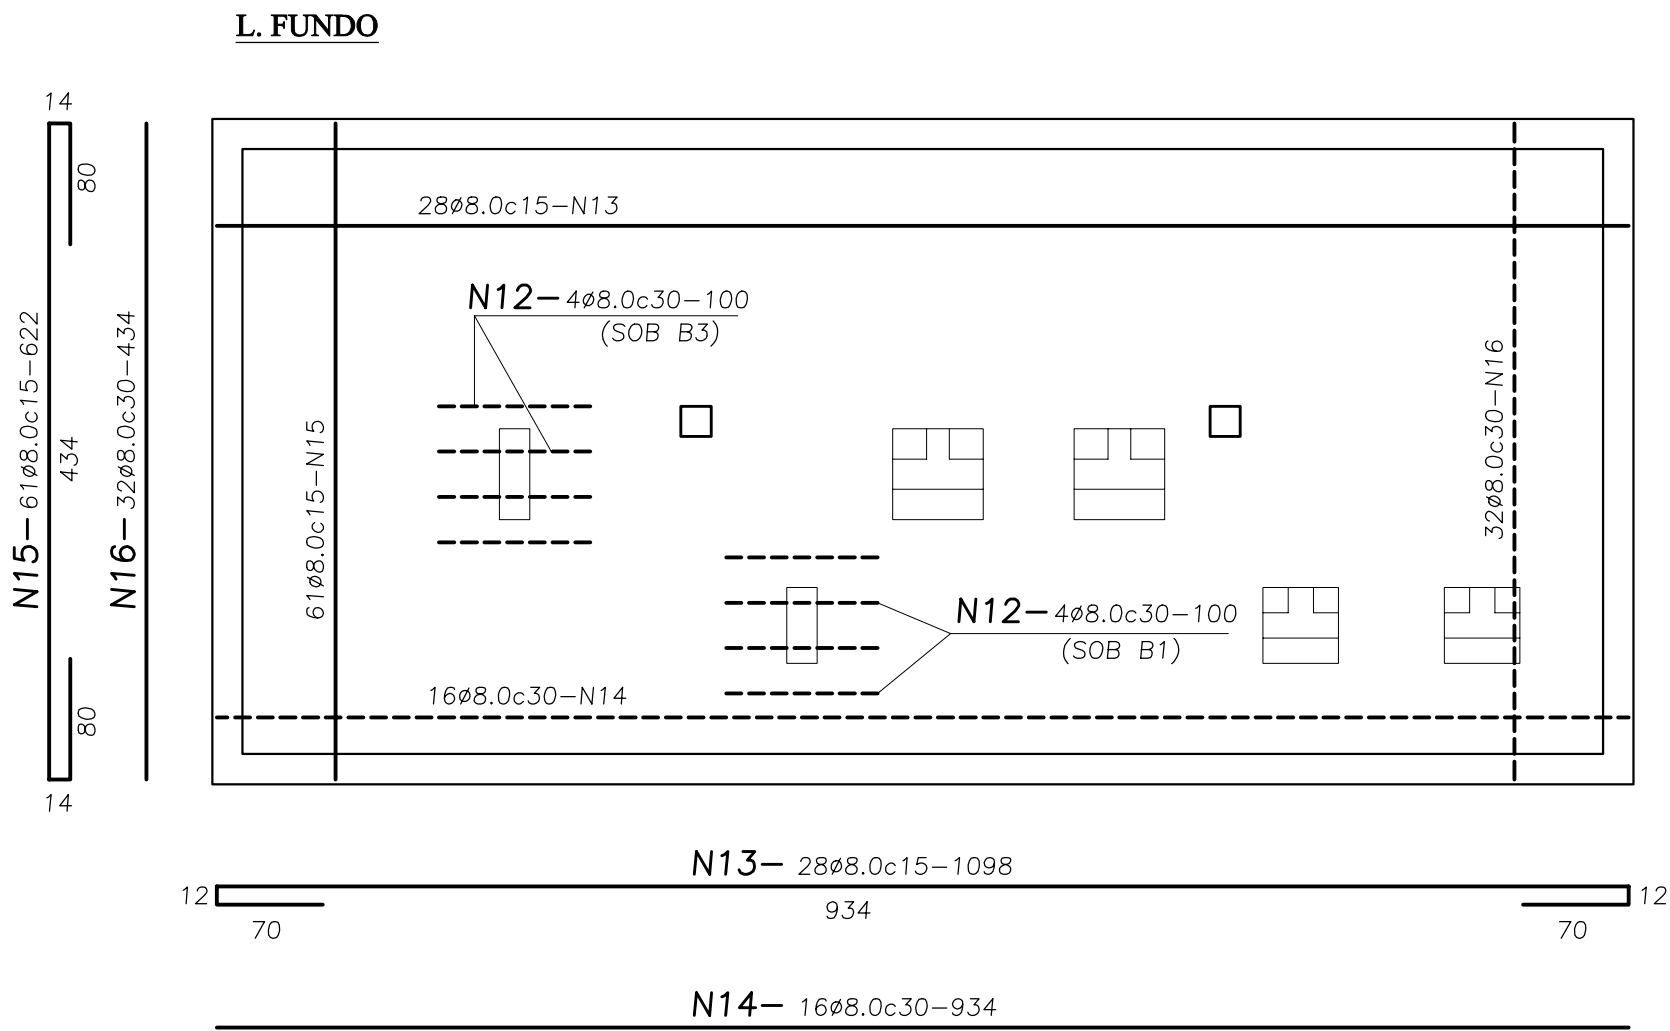 L. FUNDO
14
80
N15-61ø8.0c15-622
434
80
14
N16-32ø8.0c30-434
28ø8.0c15-N13
N12-4ø8.0c30-100
(SOB B3)
61ø8.0c15-N15
32ø8.0c30-N16
N12-4ø8.0c30-100
(SOB B1)
16ø8.0c30-N14
N13- 28ø8.0c15-1098
12
934
12
70
70
N14- 16ø8.0c30-934